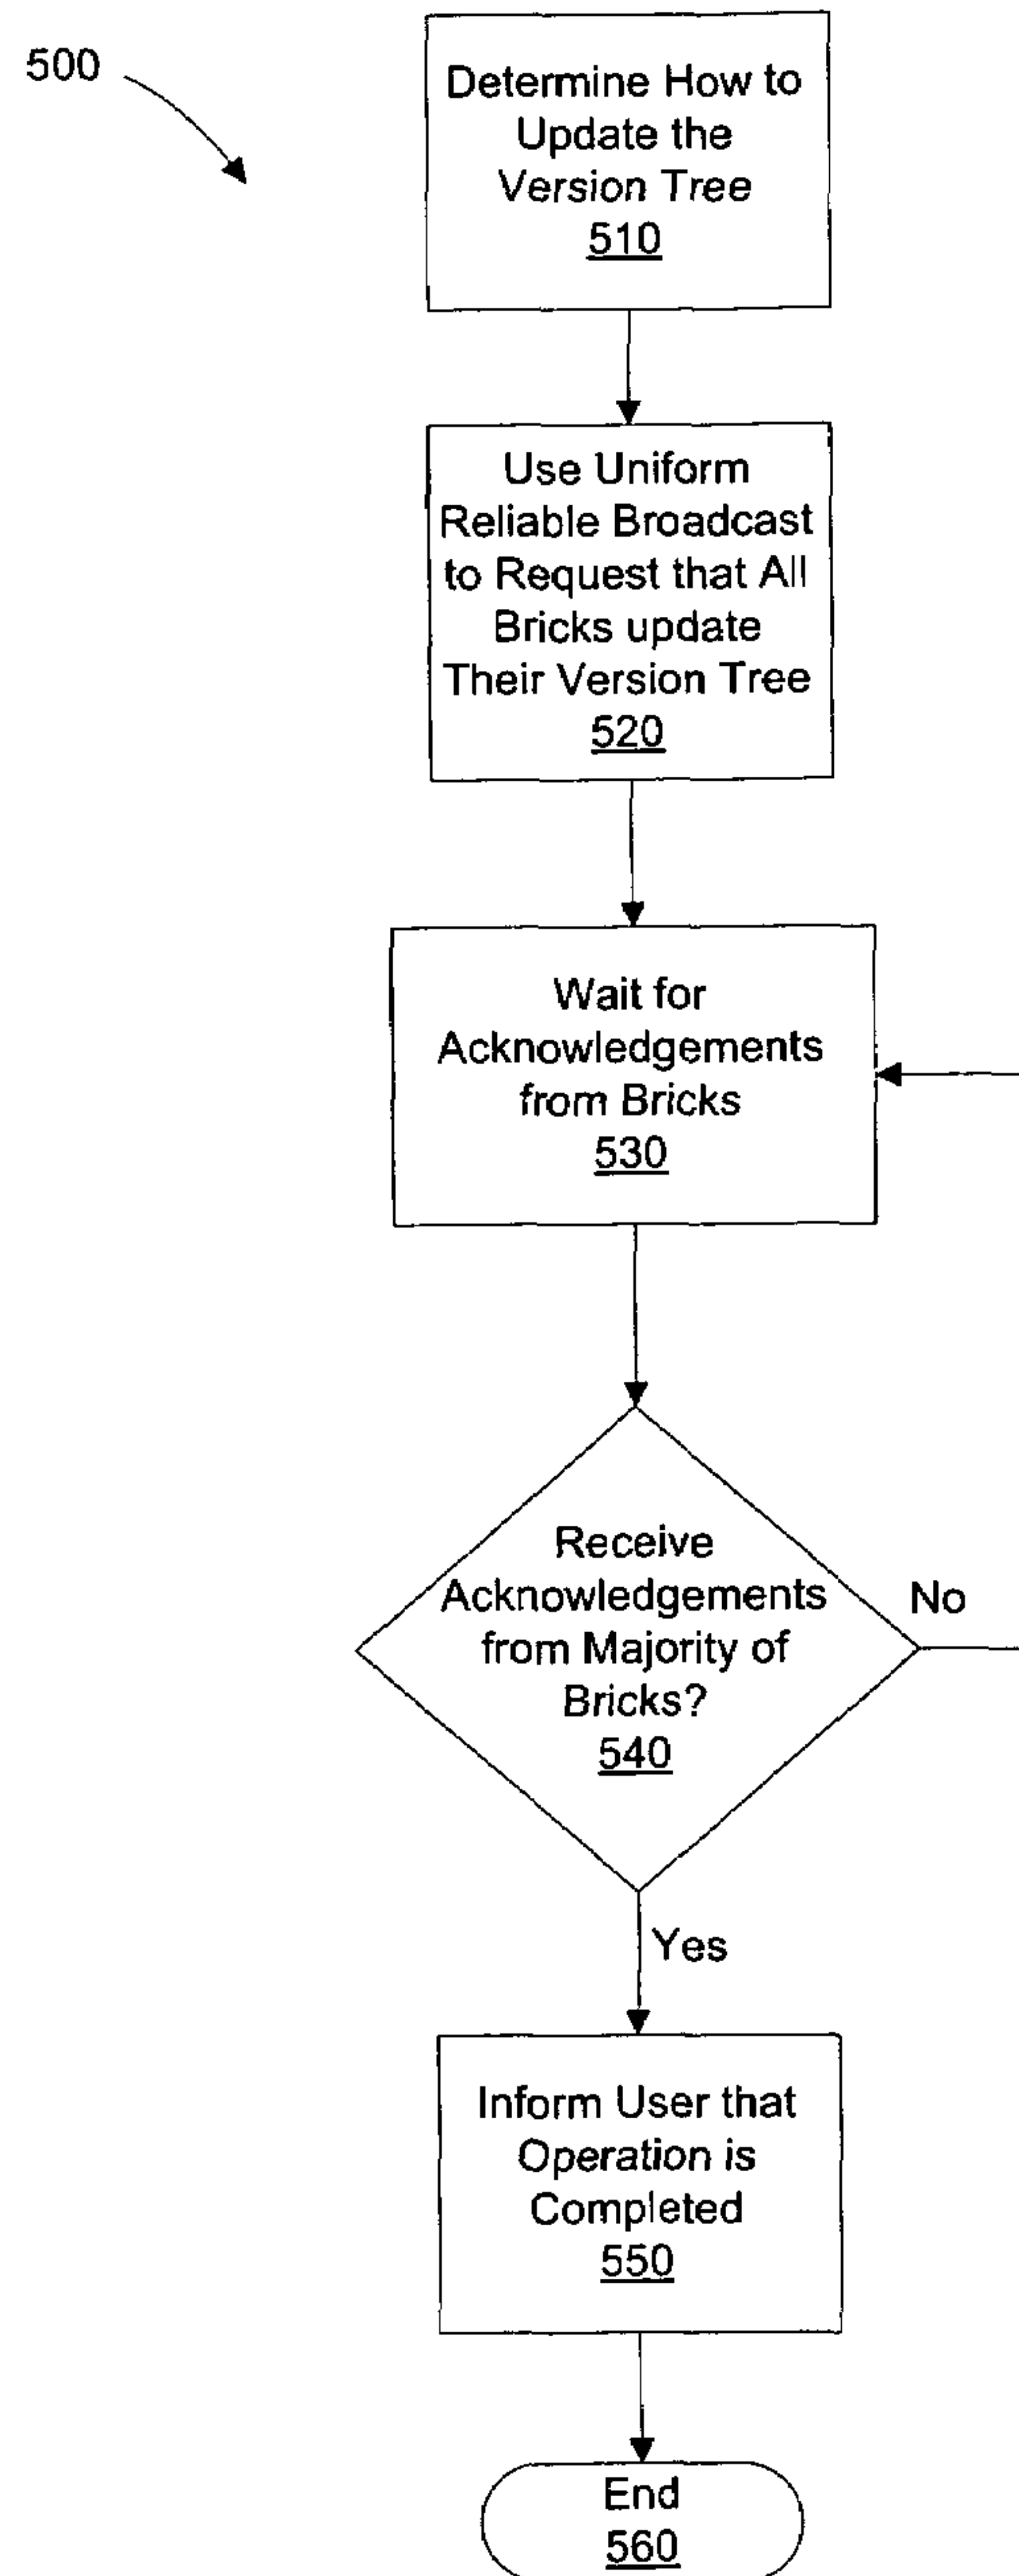 500
Determine How to
Update the
Version Tree
510
Use Uniform
Reliable Broadcast
to Request that All
Bricks update
Their Version Tree
520
Wait for
Acknowledgements
from Bricks
530
Receive
Acknowledgements
from Majority of
Bricks?
540
No
Yes
Inform User that
Operation is
Completed
550
End
560